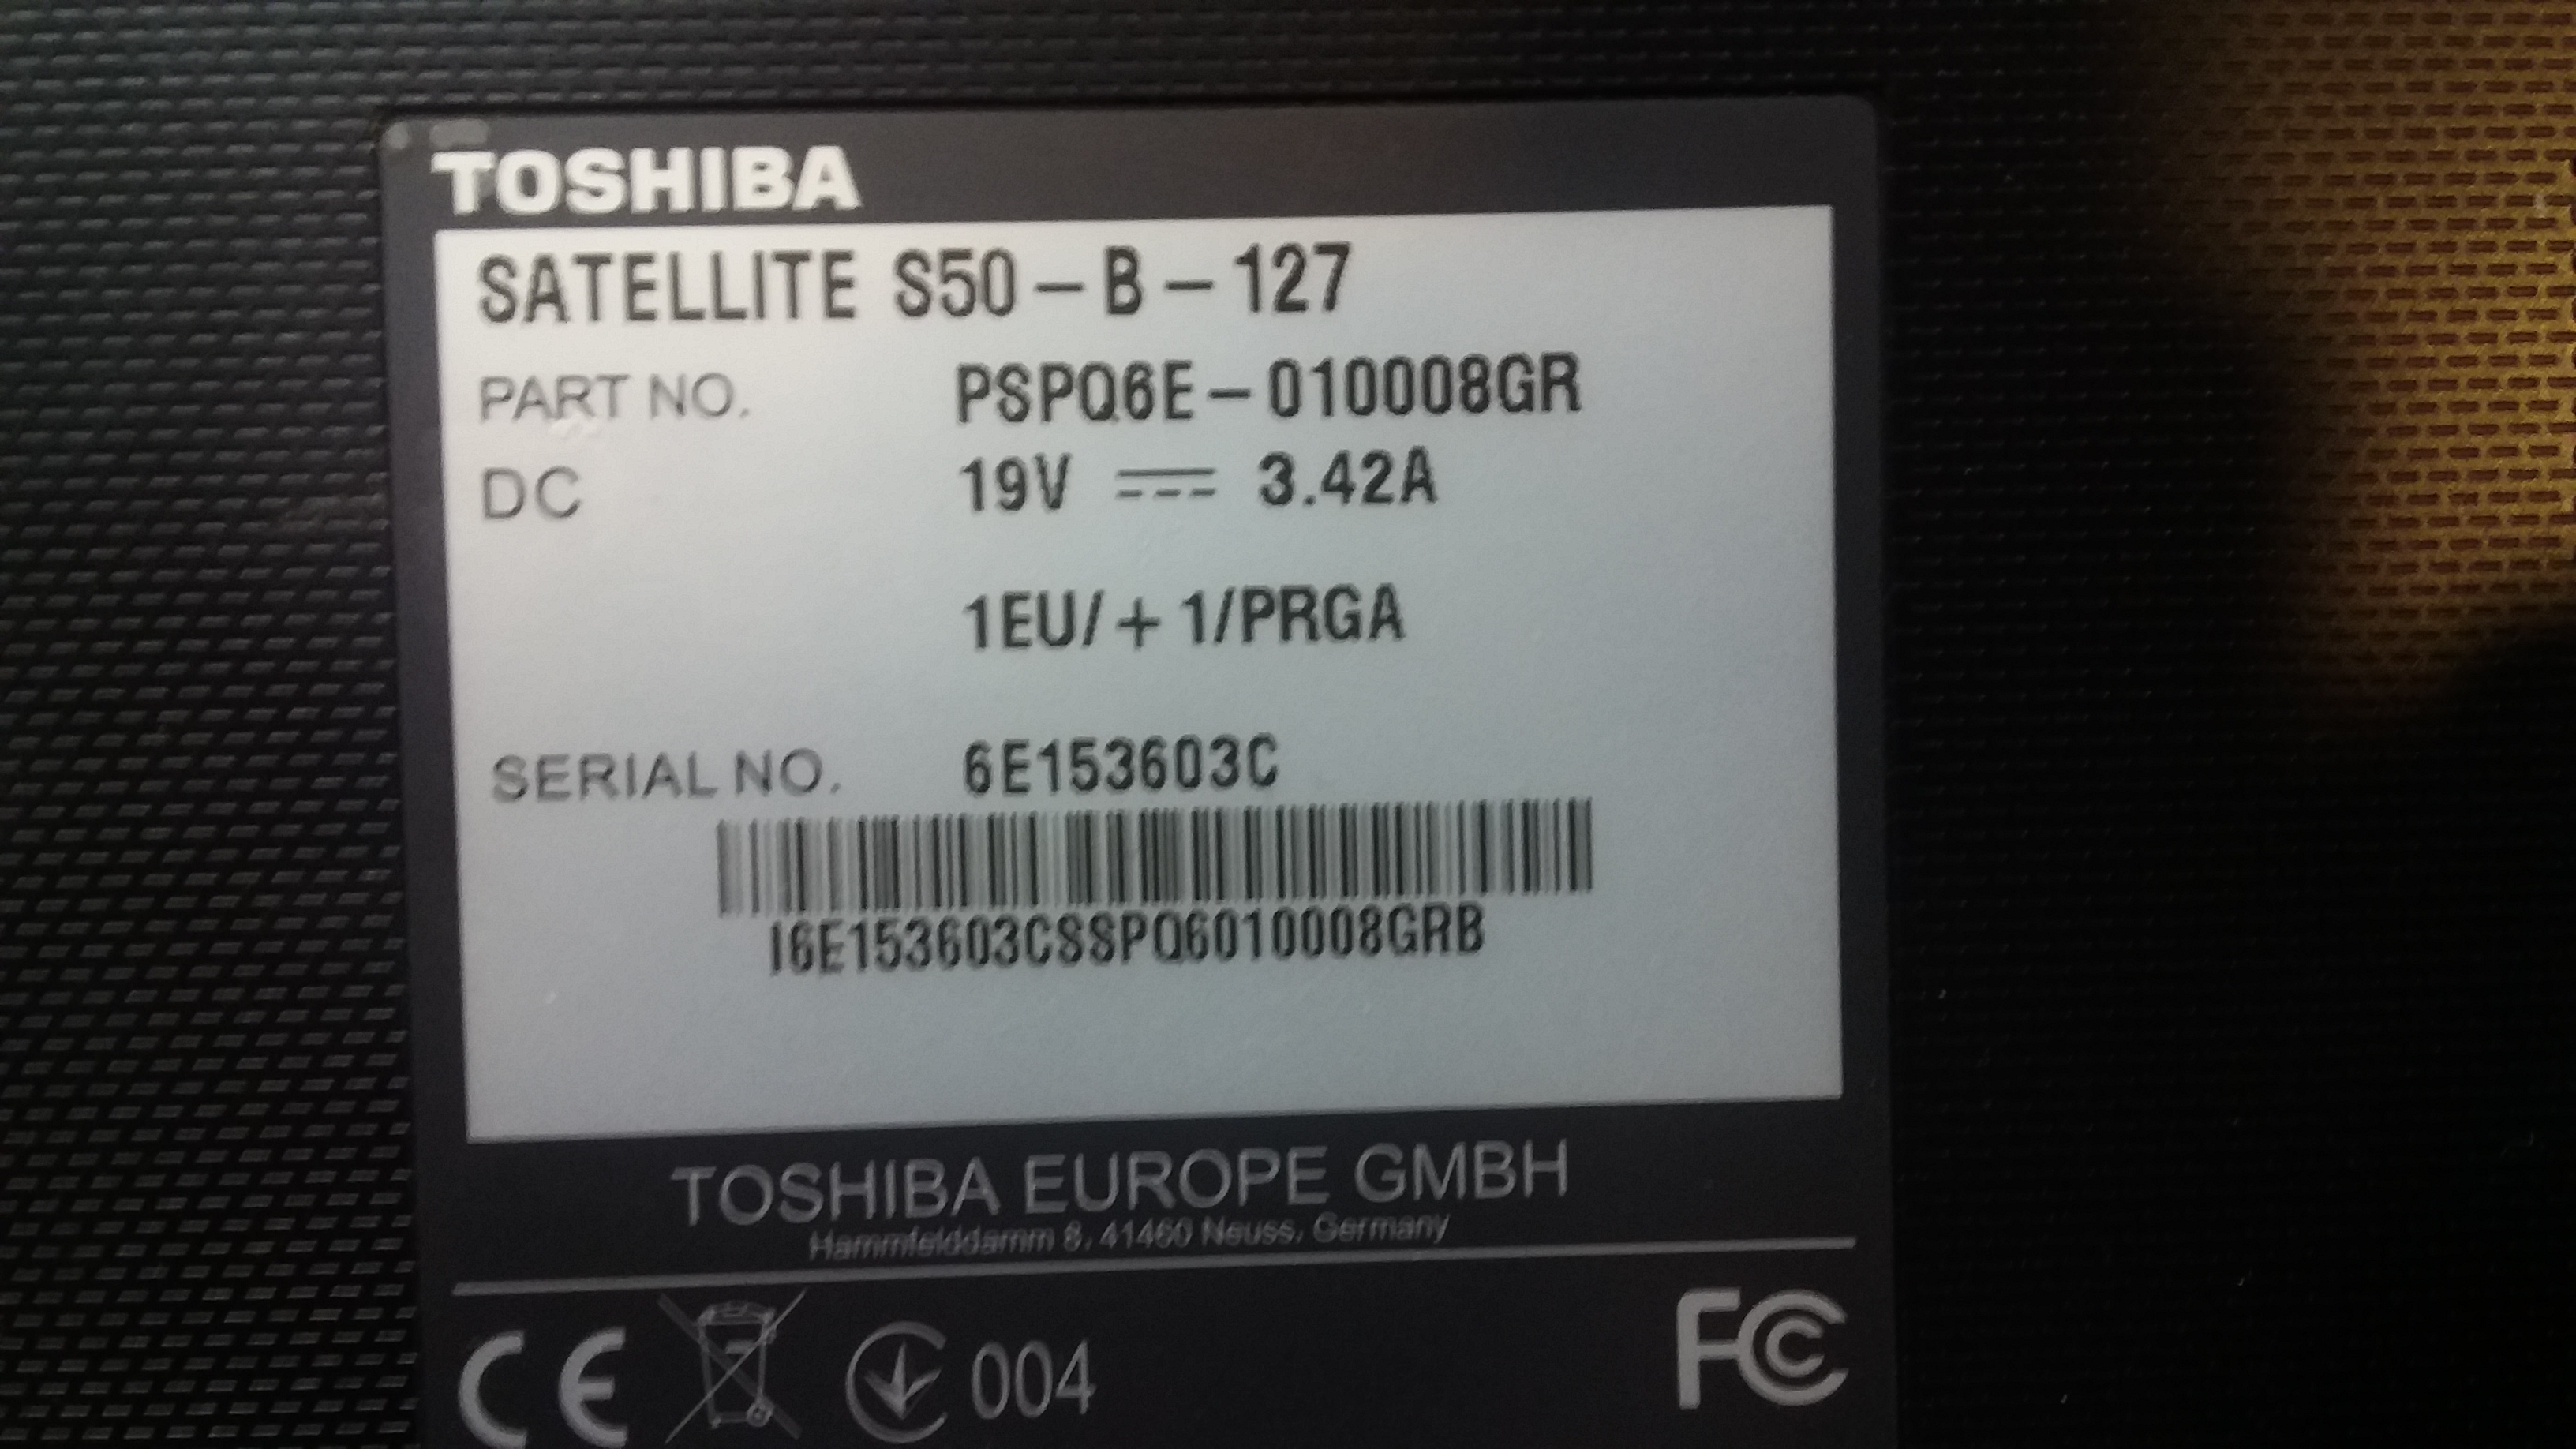 TOSHIBA
SATELLITE S50 – B – 127
PART NO. PSPQ6E – 010008GR
DC 19V ⎓ 3.42A
1EU/ + 1/PRGA
SERIAL NO. 6E153603C
I6E153603CSSPQ6010008GRB
TOSHIBA EUROPE GMBH
Hammfelddamm 8, 41460 Neuss, Germany
CE 004 FC